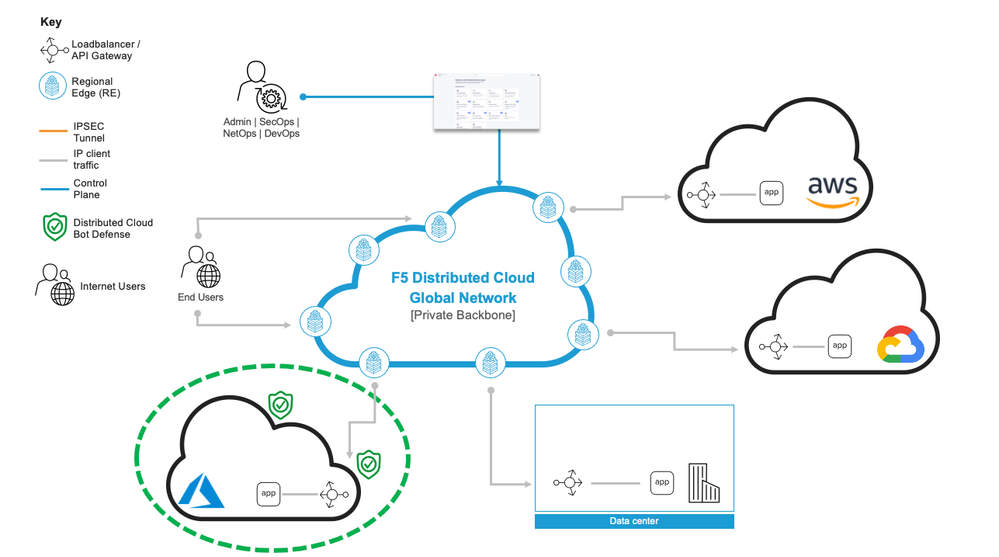 Key
Loadbalancer /
API Gateway
Regional
Edge (RE)
IPSEC
Tunnel
IP client
traffic
Control
Plane
Distributed Cloud
Bot Defense
Internet Users
Admin | SecOps |
NetOps | DevOps
End Users
F5 Distributed Cloud
Global Network
[Private Backbone]
app
aws
app
app
app
Data center